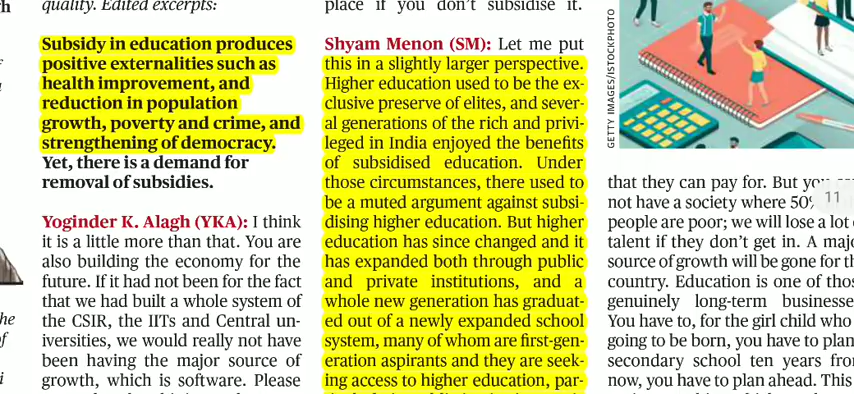 th
quality. Edited excerpts:
Subsidy in education produces
positive externalities such as
health improvement, and
reduction in population
growth, poverty and crime, and
strengthening of democracy.
Yet, there is a demand for
removal of subsidies.
Yoginder K. Alagh (YKA): I think
it is a little more than that. You are
also building the economy for the
future. If it had not been for the fact
that we had built a whole system of
the CSIR, the IITs and Central un-
iversities, we would really not have
been having the major source of
growth, which is software. Please
he
of
i
place if you don't subsidise it.
Shyam Menon (SM): Let me put
this in a slightly larger perspective.
Higher education used to be the ex-
clusive preserve of elites, and sever-
al generations of the rich and privi-
leged in India enjoyed the benefits
of subsidised education. Under
those circumstances, there used to
be a muted argument against subsi-
dising higher education. But higher
education has since changed and it
has expanded both through public
and private institutions, and a
whole new generation has graduat-
ed out of a newly expanded school
system, many of whom are first-gen-
eration aspirants and they are seek-
ing access to higher education, par-
GETTY IMAGES/ISTOCKPHOTO
that they can pay for. But you
not have a society where 50%
11
people are poor; we will lose a lot
talent if they don't get in. A majo
source of growth will be gone for th
country. Education is one of thos
genuinely long-term businesse
You have to, for the girl child who
going to be born, you have to plan
secondary school ten years from
now, you have to plan ahead. This